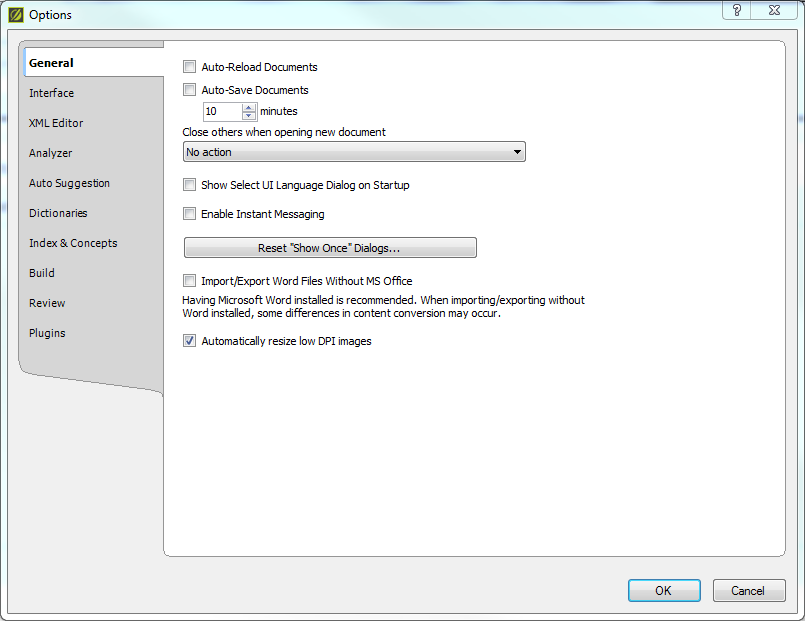 Options
?
General
Interface
XML Editor
Analyzer
Auto Suggestion
Dictionaries
Index & Concepts
Build
Review
Plugins
Auto-Reload Documents
Auto-Save Documents
10 minutes
Close others when opening new document
No action
Show Select UI Language Dialog on Startup
Enable Instant Messaging
Reset "Show Once" Dialogs...
Import/Export Word Files Without MS Office
Having Microsoft Word installed is recommended. When importing/exporting without
Word installed, some differences in content conversion may occur.
Automatically resize low DPI images
OK Cancel